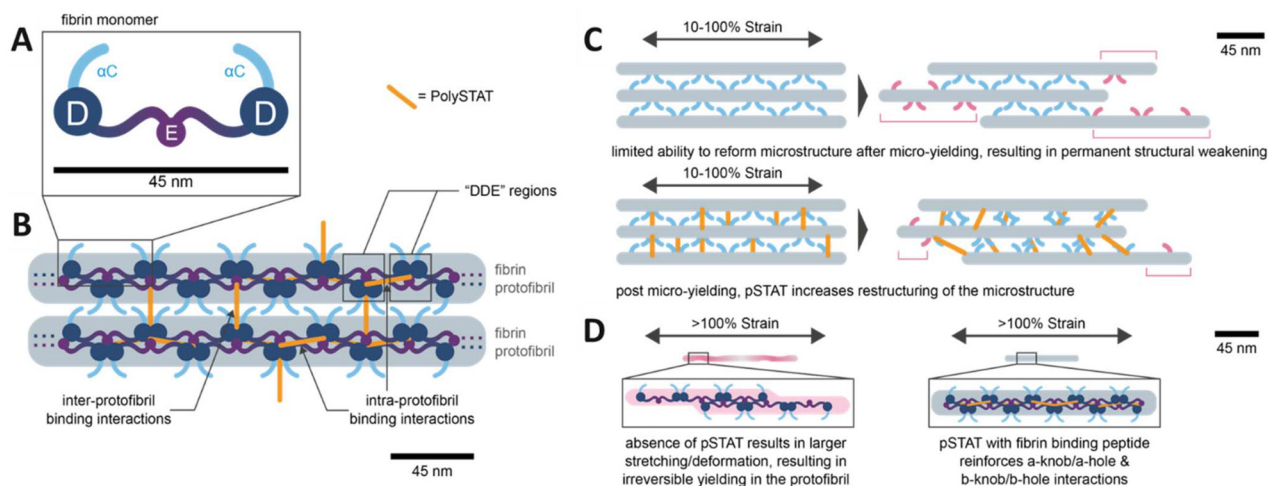 A
fibrin monomer
αC
αC
D
D
E
45 nm
= PolySTAT
"DDE" regions
B
fibrin
protofibril
fibrin
protofibril
inter-protofibril
binding interactions
intra-protofibril
binding interactions
45 nm
C
10-100% Strain
45 nm
limited ability to reform microstructure after micro-yielding, resulting in permanent structural weakening
10-100% Strain
post micro-yielding, pSTAT increases restructuring of the microstructure
D
>100% Strain
>100% Strain
45 nm
absence of pSTAT results in larger
stretching/deformation, resulting in
irreversible yielding in the protofibril
pSTAT with fibrin binding peptide
reinforces a-knob/a-hole &
b-knob/b-hole interactions